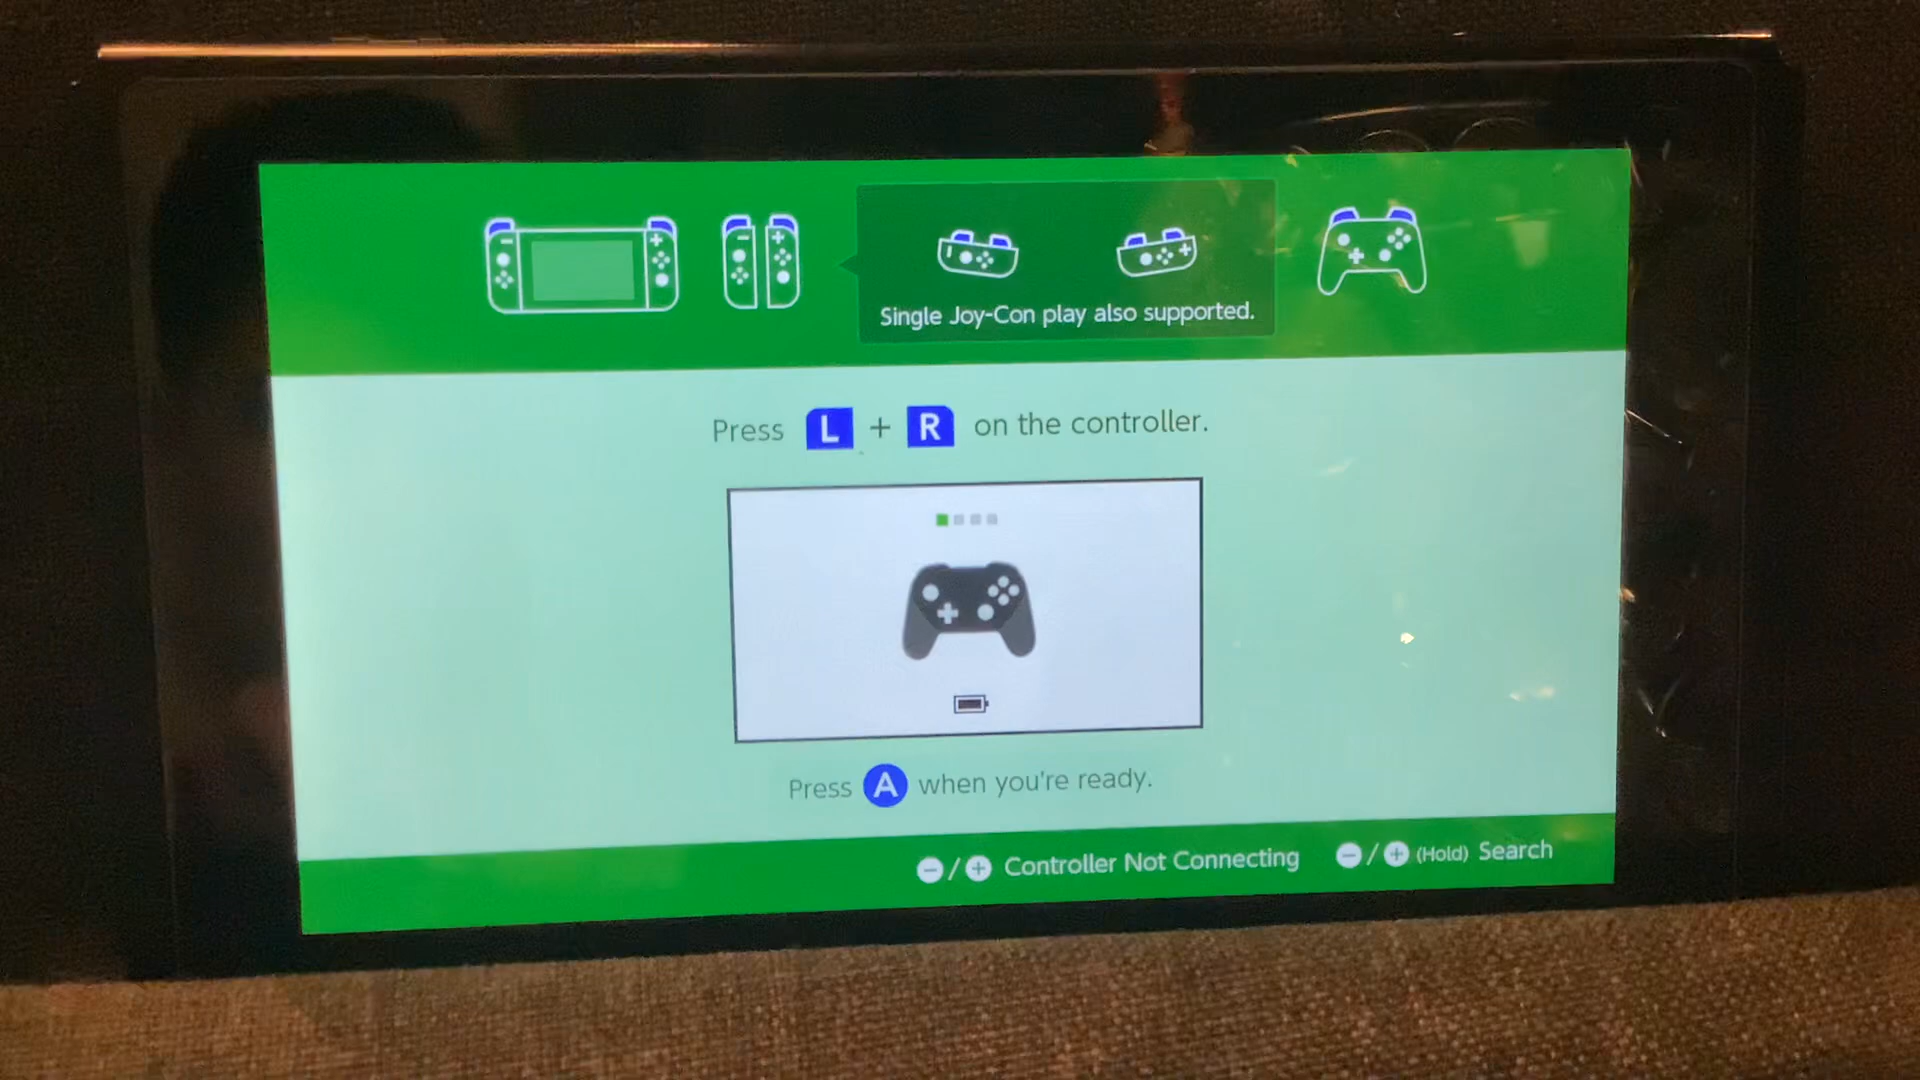 Single Joy-Con play also supported.
Press L + R on the controller.
Press A when you're ready.
−/+ Controller Not Connecting −/+ (Hold) Search